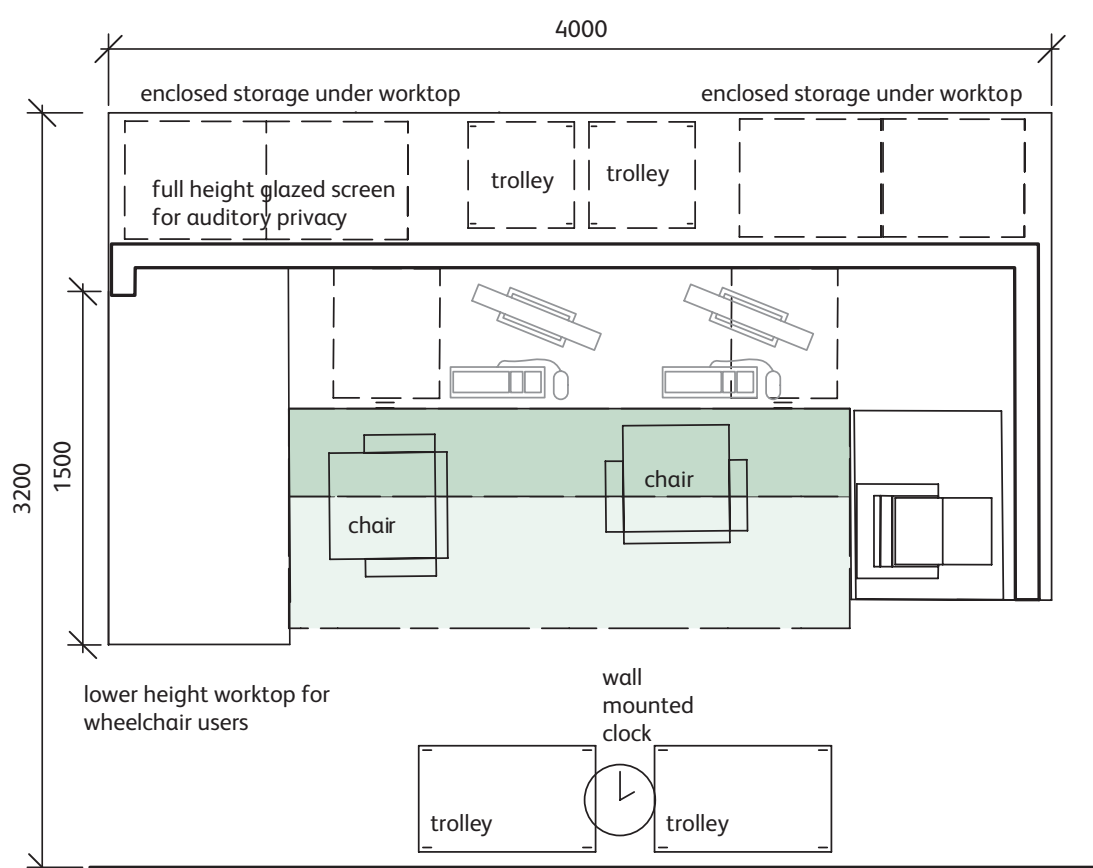 4000
enclosed storage under worktop
enclosed storage under worktop
trolley
trolley
full height glazed screen
for auditory privacy
3200
1500
chair
chair
lower height worktop for
wheelchair users
wall
mounted
clock
trolley
trolley